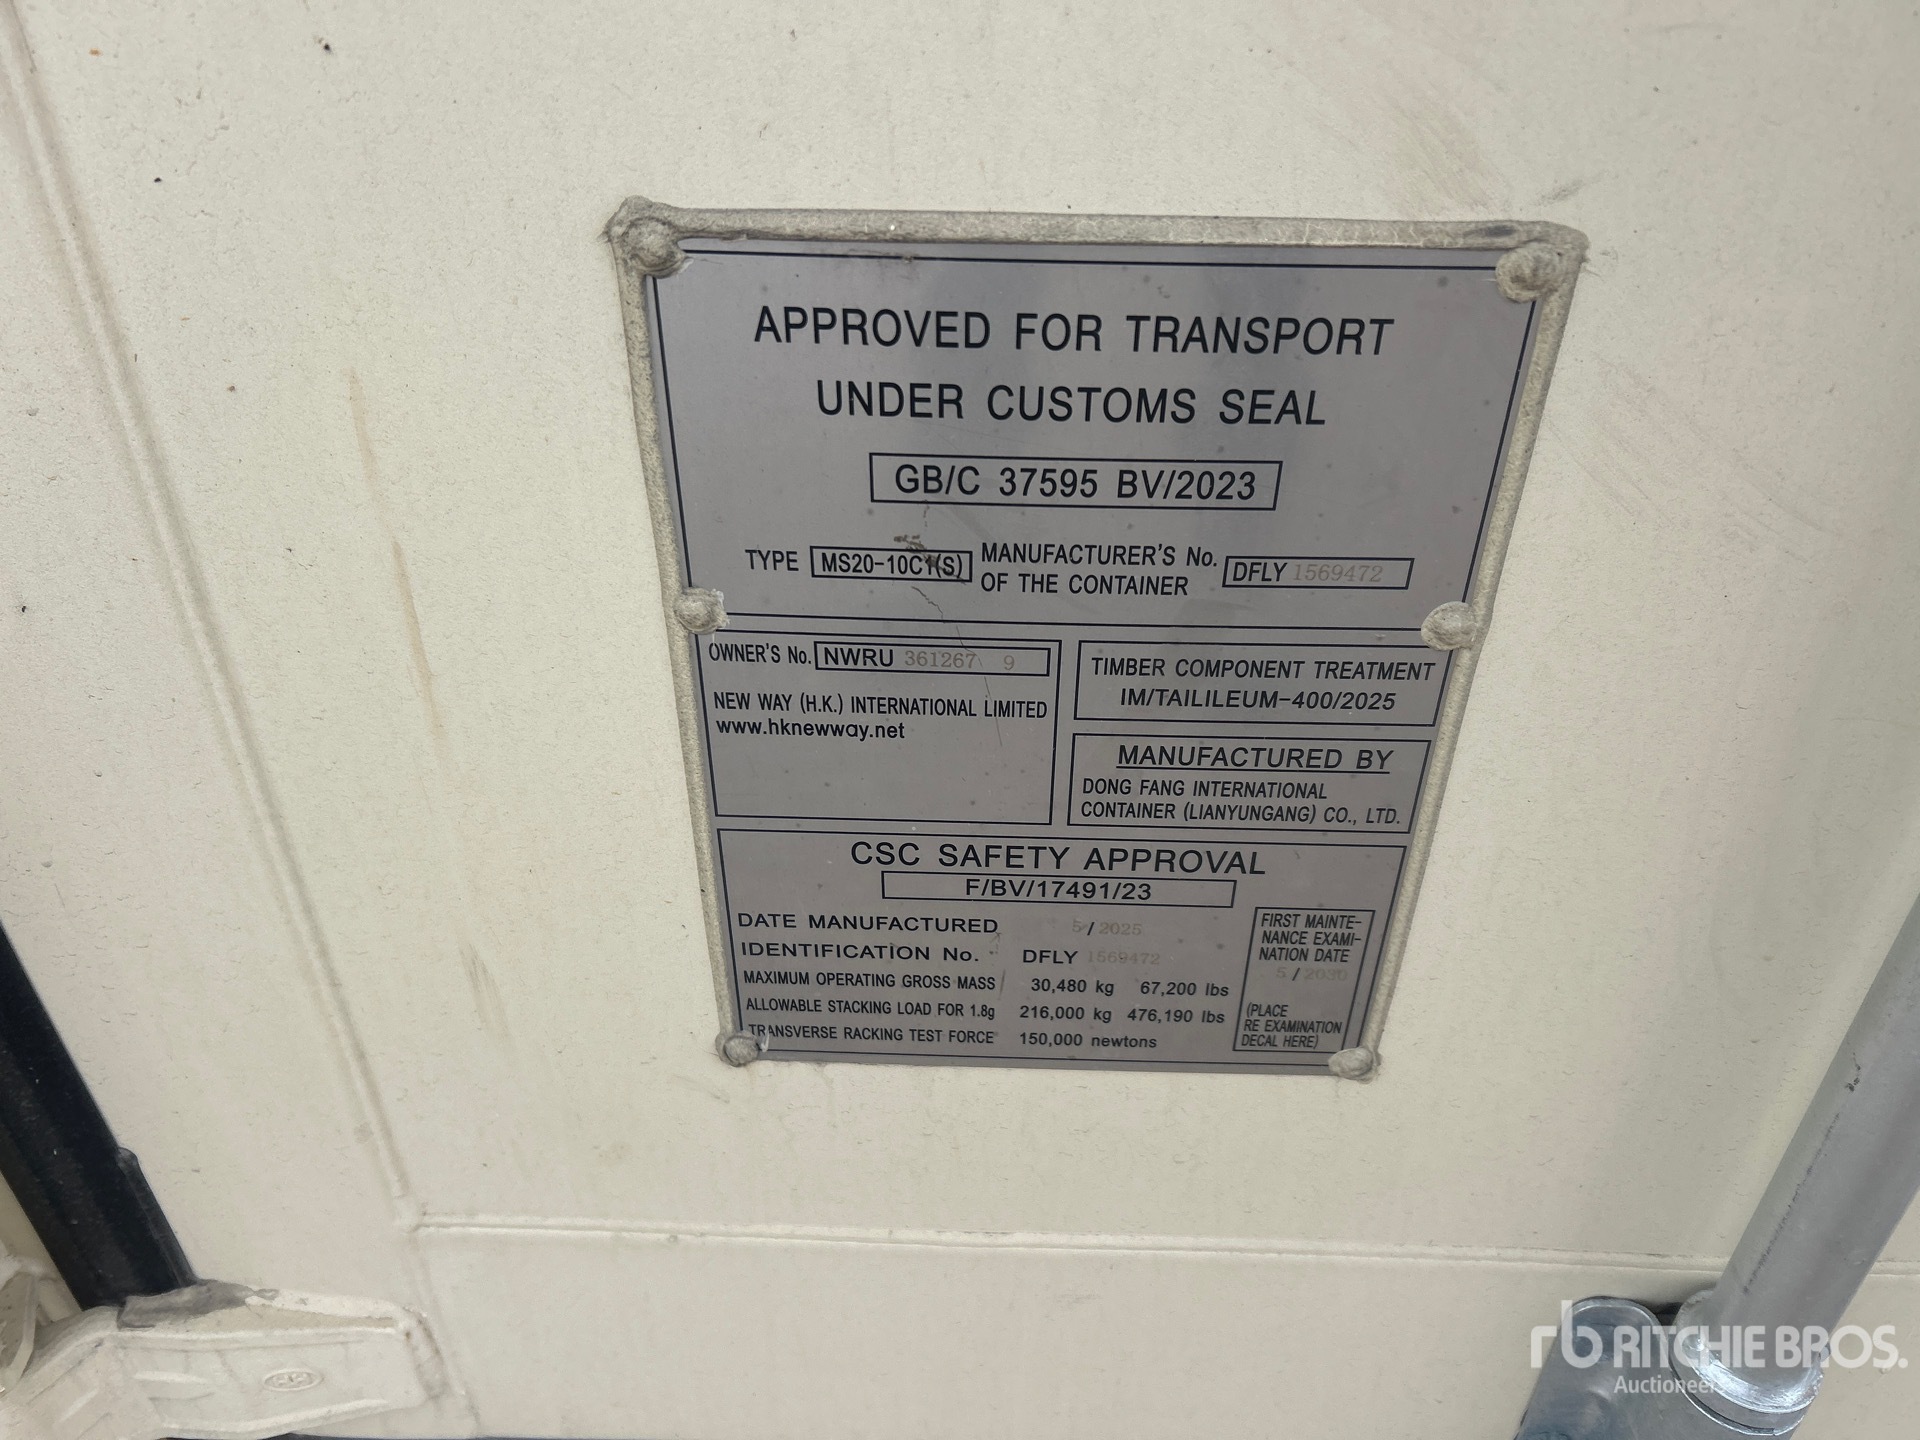 APPROVED FOR TRANSPORT
UNDER CUSTOMS SEAL
GB/C 37595 BV/2023
TYPE MS20-10C1(S) MANUFACTURER'S No. OF THE CONTAINER DFLY 1569472
OWNER'S No. NWRU 361267 9
NEW WAY (H.K.) INTERNATIONAL LIMITED
www.hknewway.net
TIMBER COMPONENT TREATMENT
IM/TAILILEUM-400/2025
MANUFACTURED BY
DONG FANG INTERNATIONAL
CONTAINER (LIANYUNGANG) CO., LTD.
CSC SAFETY APPROVAL
F/BV/17491/23
DATE MANUFACTURED 5/2025
IDENTIFICATION No. DFLY 1569472
MAXIMUM OPERATING GROSS MASS 30,480 kg 67,200 lbs
ALLOWABLE STACKING LOAD FOR 1.8g 216,000 kg 476,190 lbs
TRANSVERSE RACKING TEST FORCE 150,000 newtons
FIRST MAINTE-
NANCE EXAMI-
NATION DATE
5 / 2030
(PLACE
RE EXAMINATION
DECAL HERE)
rb RITCHIE BROS.
Auctioneers